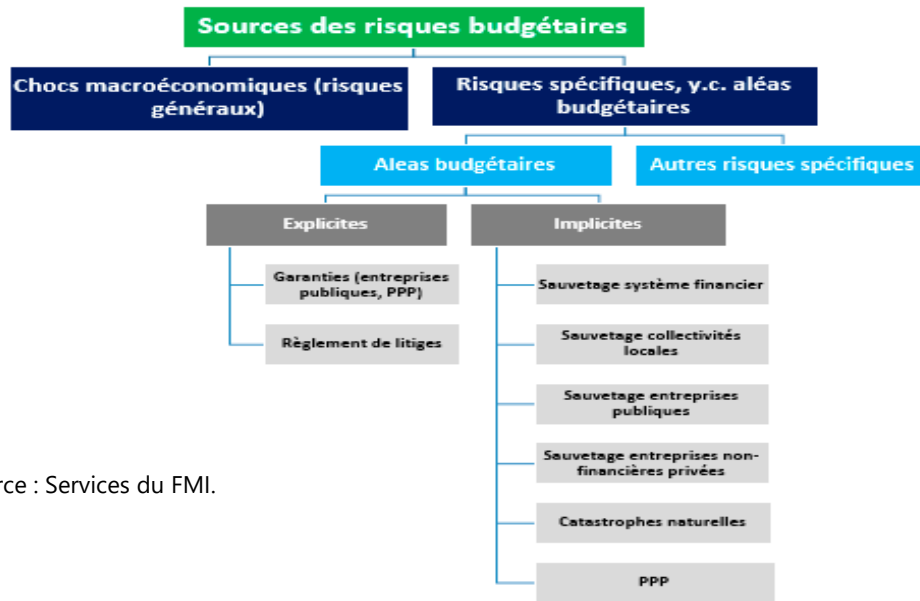 Sources des risques budgétaires
Chocs macroéconomiques (risques
généraux)
Risques spécifiques, y.c. aléas
budgétaires
Aleas budgétaires
Autres risques spécifiques
Explicites
Implicites
Garanties (entreprises
publiques, PPP)
Règlement de litiges
Sauvetage système financier
Sauvetage collectivités
locales
Sauvetage entreprises
publiques
Sauvetage entreprises non-
financières privées
Catastrophes naturelles
PPP
rce : Services du FMI.